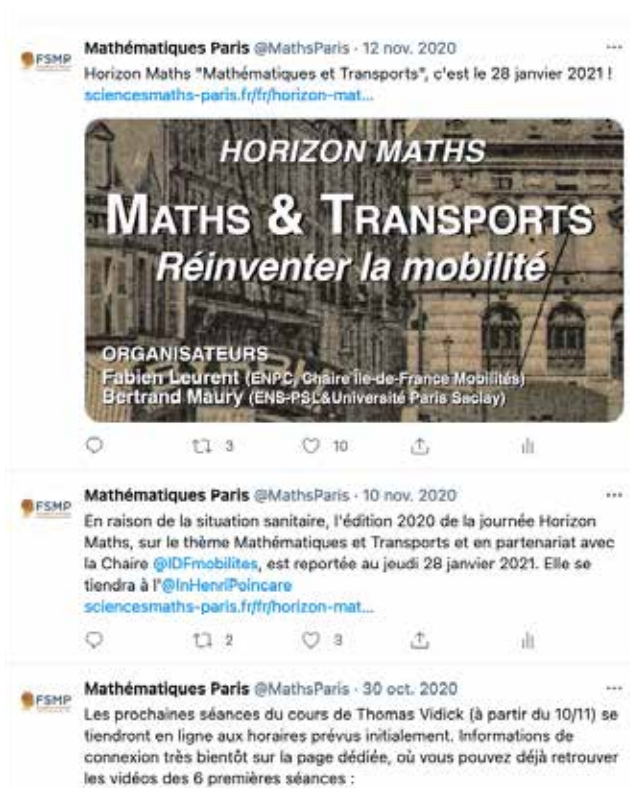 FSMP
Mathématiques Paris @MathsParis · 12 nov. 2020
Horizon Maths "Mathématiques et Transports", c'est le 28 janvier 2021 !
sciencesmaths-paris.fr/fr/horizon-mat...
HORIZON MATHS
MATHS & TRANSPORTS
Réinventer la mobilité
ORGANISATEURS
Fabien Leurent (ENPC, Chaire Île-de-France Mobilités)
Bertrand Maury (ENS-PSL&Université Paris Saclay)
3 10
FSMP
Mathématiques Paris @MathsParis · 10 nov. 2020
En raison de la situation sanitaire, l'édition 2020 de la journée Horizon
Maths, sur le thème Mathématiques et Transports et en partenariat avec
la Chaire @IDFmobilites, est reportée au jeudi 28 janvier 2021. Elle se
tiendra à l'@InHenriPoincare
sciencesmaths-paris.fr/fr/horizon-mat...
2 3
FSMP
Mathématiques Paris @MathsParis · 30 oct. 2020
Les prochaines séances du cours de Thomas Vidick (à partir du 10/11) se
tiendront en ligne aux horaires prévus initialement. Informations de
connexion très bientôt sur la page dédiée, où vous pouvez déjà retrouver
les vidéos des 6 premières séances :